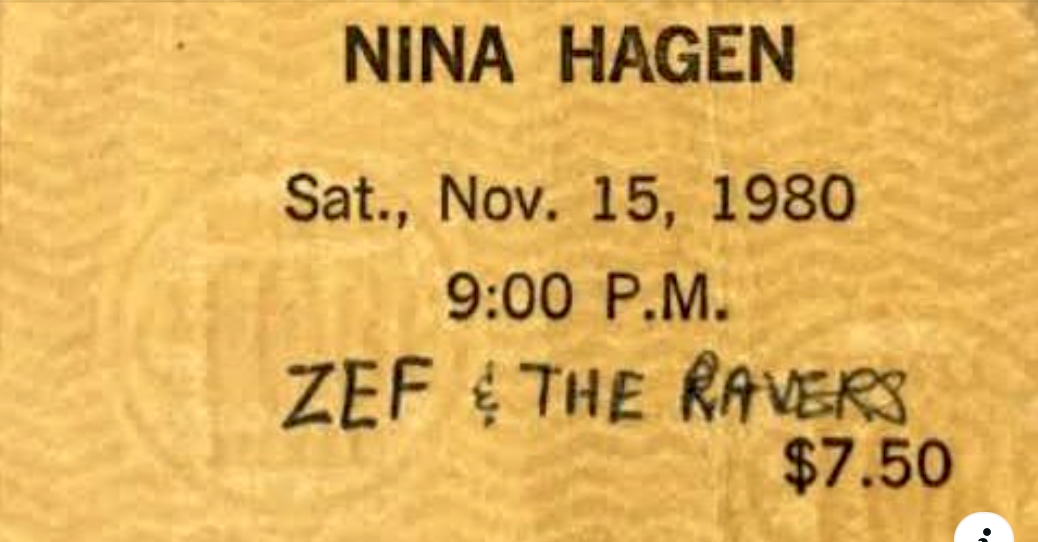 NINA HAGEN
Sat., Nov. 15, 1980
9:00 P.M.
ZEF & THE RAVERS
$7.50